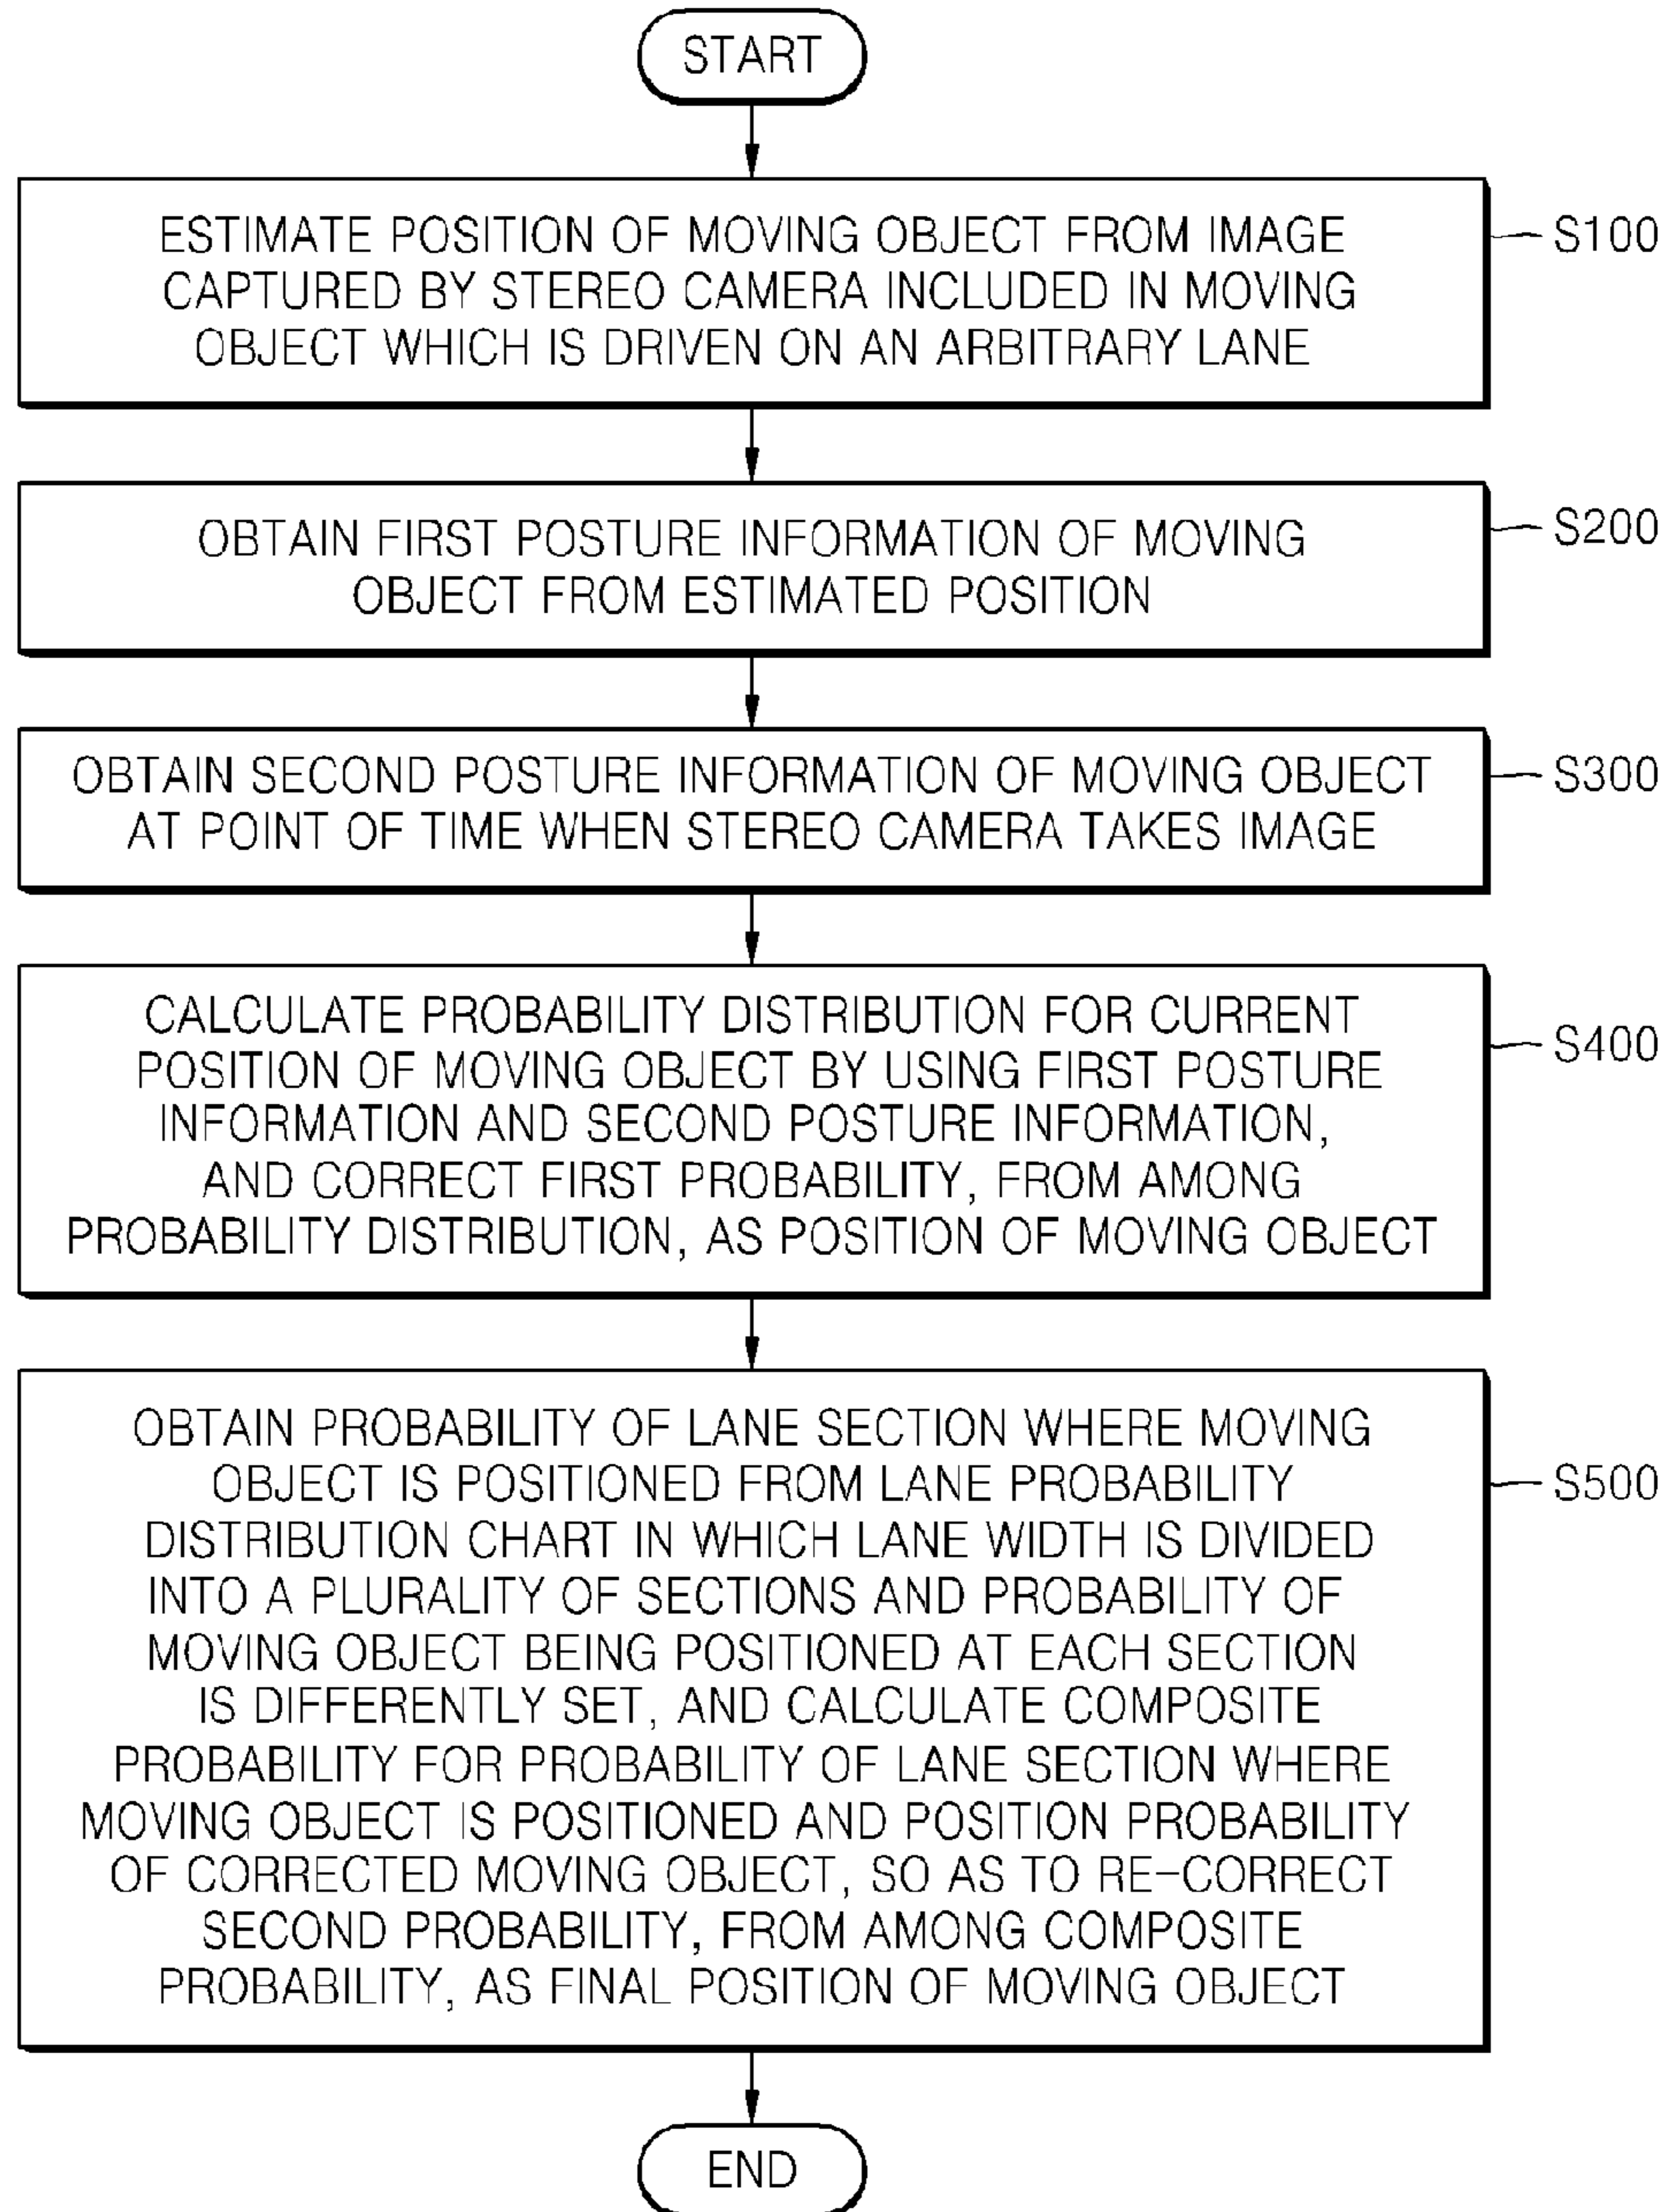 START
ESTIMATE POSITION OF MOVING OBJECT FROM IMAGE
CAPTURED BY STEREO CAMERA INCLUDED IN MOVING
OBJECT WHICH IS DRIVEN ON AN ARBITRARY LANE
S100
OBTAIN FIRST POSTURE INFORMATION OF MOVING
OBJECT FROM ESTIMATED POSITION
S200
OBTAIN SECOND POSTURE INFORMATION OF MOVING OBJECT
AT POINT OF TIME WHEN STEREO CAMERA TAKES IMAGE
S300
CALCULATE PROBABILITY DISTRIBUTION FOR CURRENT
POSITION OF MOVING OBJECT BY USING FIRST POSTURE
INFORMATION AND SECOND POSTURE INFORMATION,
AND CORRECT FIRST PROBABILITY, FROM AMONG
PROBABILITY DISTRIBUTION, AS POSITION OF MOVING OBJECT
S400
OBTAIN PROBABILITY OF LANE SECTION WHERE MOVING
OBJECT IS POSITIONED FROM LANE PROBABILITY
DISTRIBUTION CHART IN WHICH LANE WIDTH IS DIVIDED
INTO A PLURALITY OF SECTIONS AND PROBABILITY OF
MOVING OBJECT BEING POSITIONED AT EACH SECTION
IS DIFFERENTLY SET, AND CALCULATE COMPOSITE
PROBABILITY FOR PROBABILITY OF LANE SECTION WHERE
MOVING OBJECT IS POSITIONED AND POSITION PROBABILITY
OF CORRECTED MOVING OBJECT, SO AS TO RE-CORRECT
SECOND PROBABILITY, FROM AMONG COMPOSITE
PROBABILITY, AS FINAL POSITION OF MOVING OBJECT
S500
END